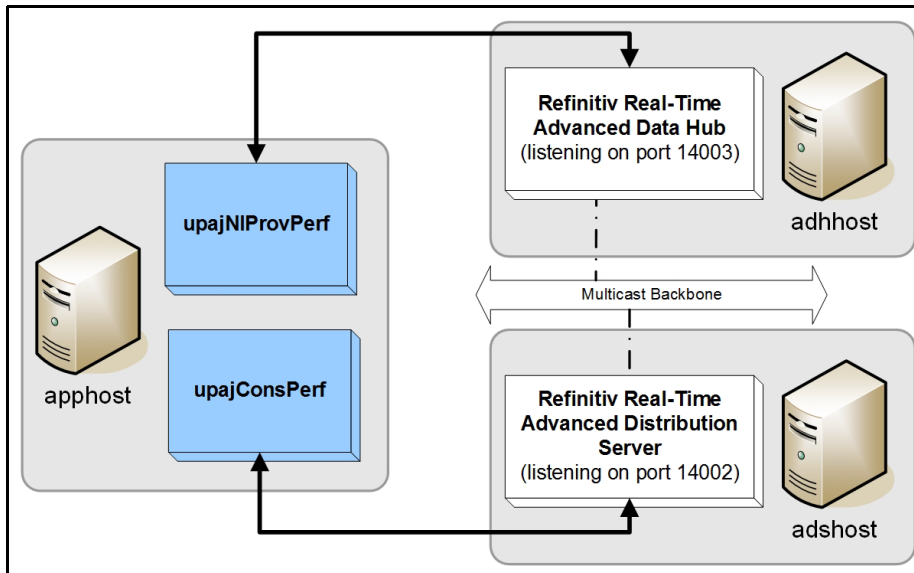 Refinitiv Real-Time
Advanced Data Hub
(listening on port 14003)
adhhost
upajNIProvPerf
Multicast Backbone
apphost
upajConsPerf
Refinitiv Real-Time
Advanced Distribution
Server
(listening on port 14002)
adshost